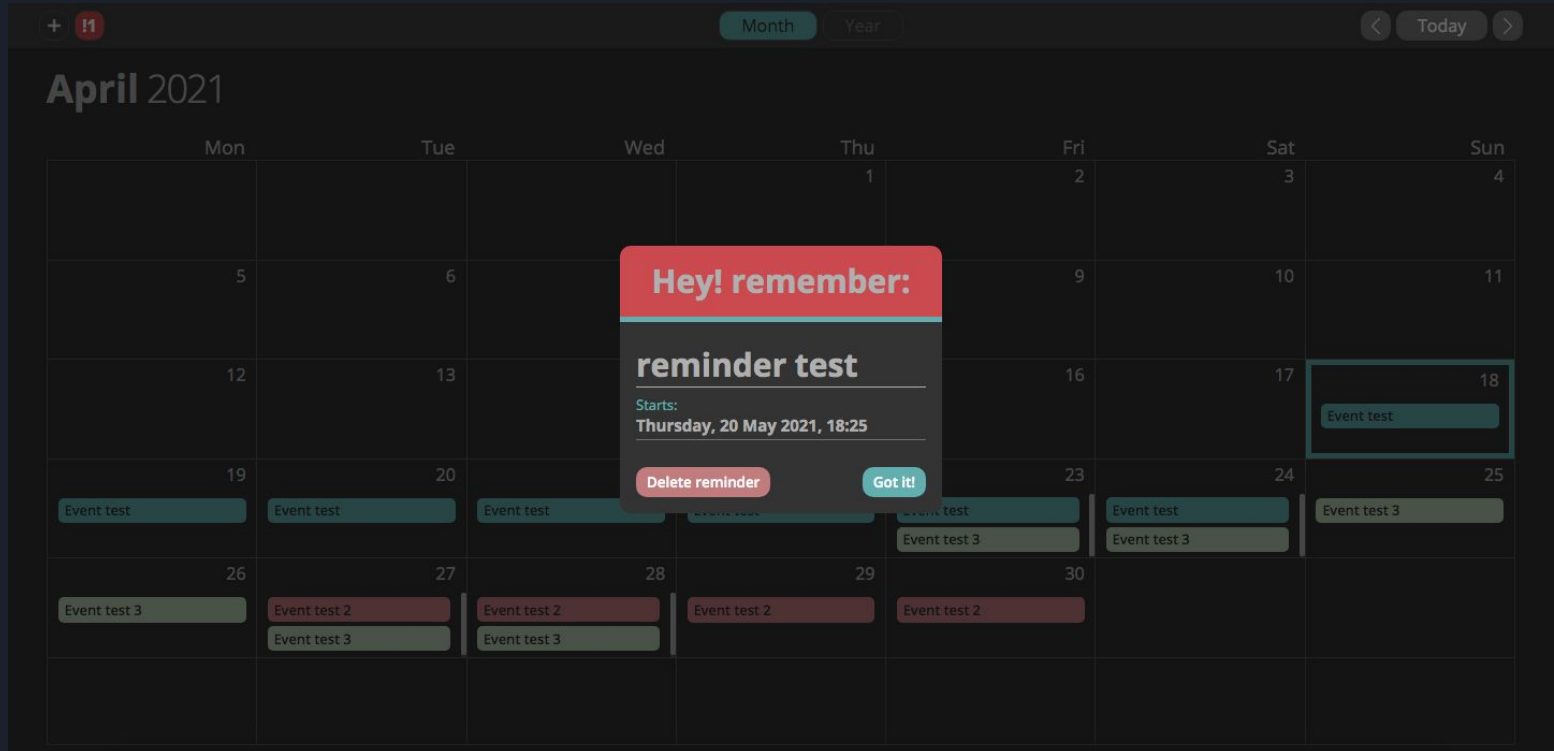 + !1 Month Year < Today >
April 2021
Mon Tue Wed Thu Fri Sat Sun
1 2 3 4
5 6 9 10 11
Hey! remember:
reminder test
Starts:
Thursday, 20 May 2021, 18:25
Delete reminder Got it!
12 13 16 17 18
Event test
19 20 23 24 25
Event test Event test Event test test Event test Event test 3
Event test 3 Event test 3
26 27 28 29 30
Event test 3 Event test 2 Event test 2 Event test 2 Event test 2
Event test 3 Event test 3